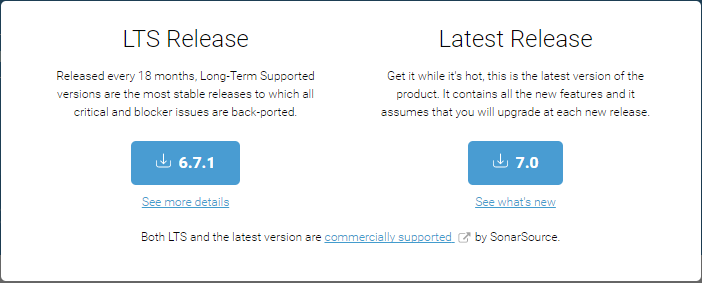 LTS Release
Released every 18 months, Long-Term Supported
versions are the most stable releases to which all
critical and blocker issues are back-ported.
6.7.1
See more details
Latest Release
Get it while it's hot, this is the latest version of the
product. It contains all the new features and it
assumes that you will upgrade at each new release.
7.0
See what's new
Both LTS and the latest version are commercially supported by SonarSource.